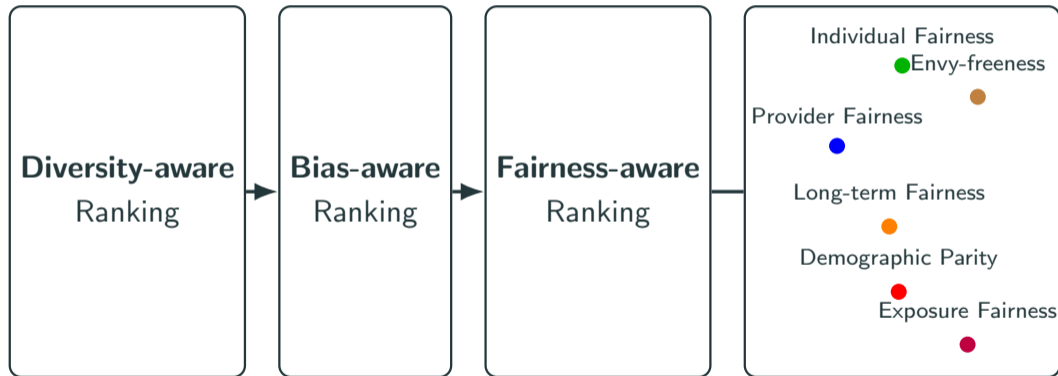 Diversity-aware
Ranking
Bias-aware
Ranking
Fairness-aware
Ranking
Individual Fairness
Envy-freeness
Provider Fairness
Long-term Fairness
Demographic Parity
Exposure Fairness